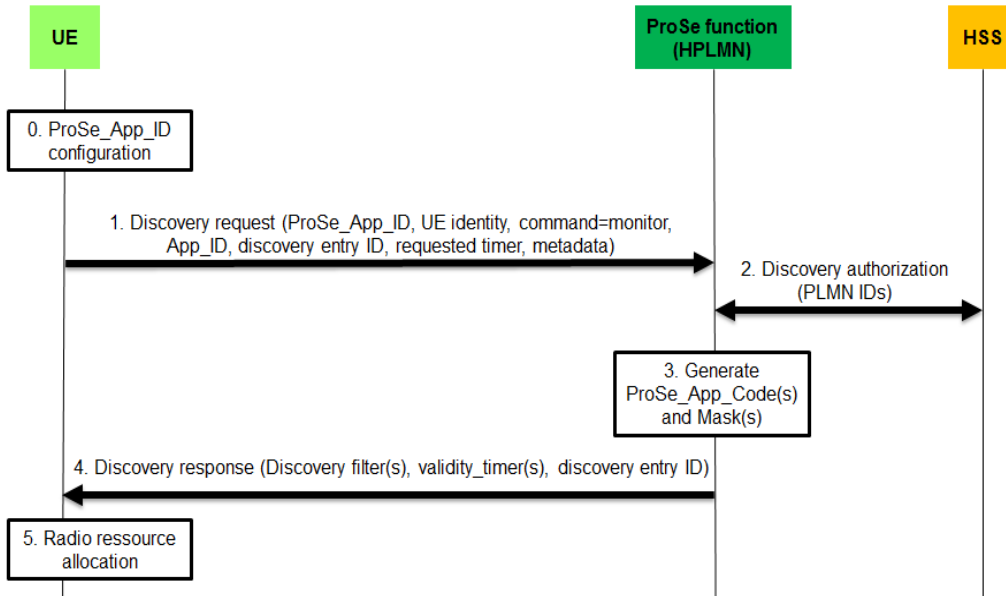 UE
ProSe function
(HPLMN)
HSS
0. ProSe_App_ID
configuration
1. Discovery request (ProSe_App_ID, UE identity, command=monitor,
App_ID, discovery entry ID, requested timer, metadata)
2. Discovery authorization
(PLMN IDs)
3. Generate
ProSe_App_Code(s)
and Mask(s)
4. Discovery response (Discovery filter(s), validity_timer(s), discovery entry ID)
5. Radio ressource
allocation